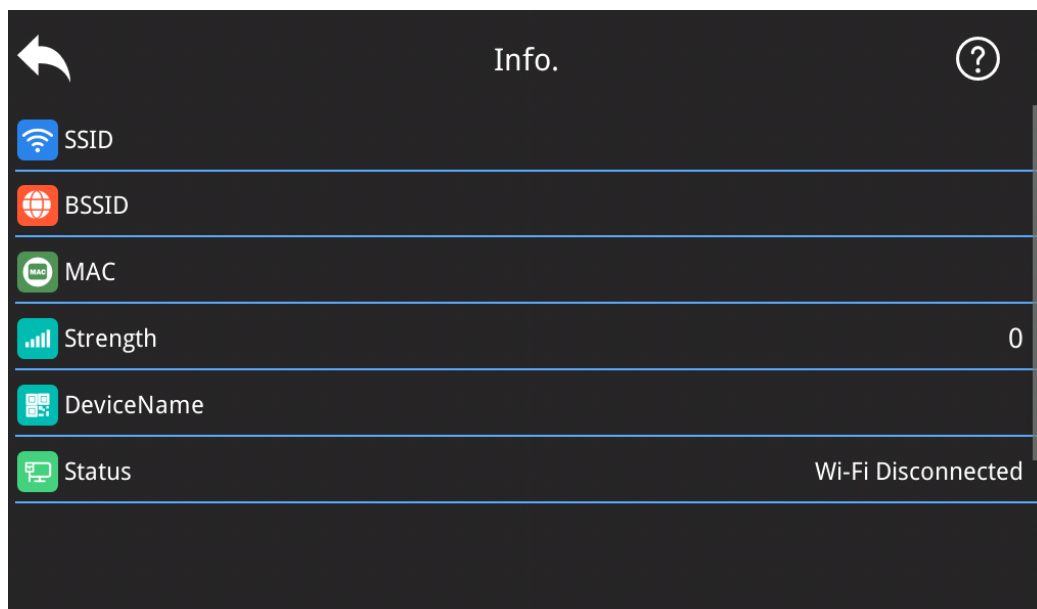 Info.
?
SSID
BSSID
MAC
MAC
Strength 0
DeviceName
Status Wi-Fi Disconnected